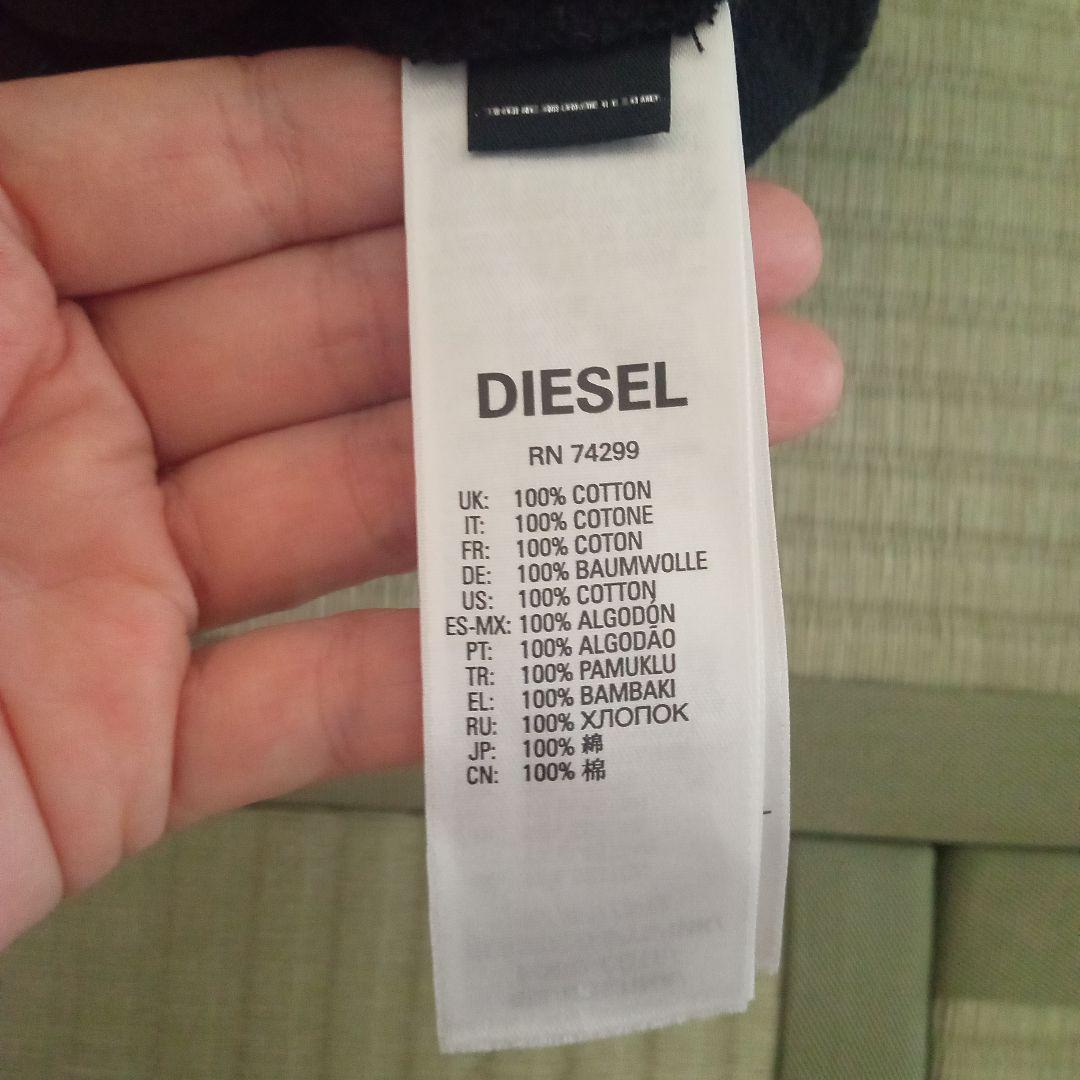 DIESEL
RN 74299
UK: 100% COTTON
IT: 100% COTONE
FR: 100% COTON
DE: 100% BAUMWOLLE
US: 100% COTTON
ES-MX: 100% ALGODÓN
PT: 100% ALGODÃO
TR: 100% PAMUKLU
EL: 100% BAMBAKI
RU: 100% ХЛОПОК
JP: 100% 綿
CN: 100% 棉